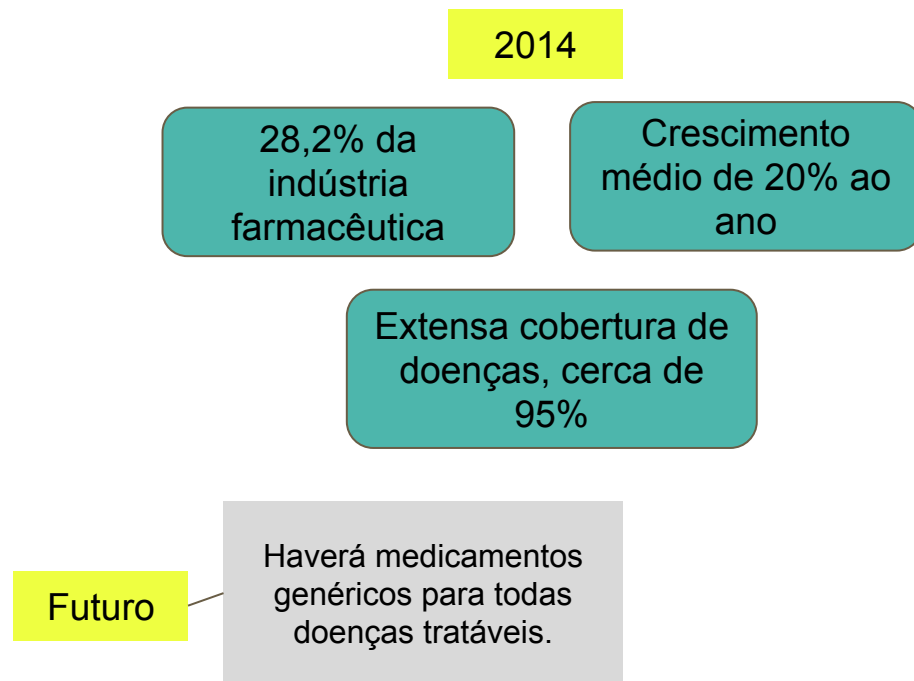 2014
28,2% da
indústria
farmacêutica
Crescimento
médio de 20% ao
ano
Extensa cobertura de
doenças, cerca de
95%
Futuro
Haverá medicamentos
genéricos para todas
doenças tratáveis.